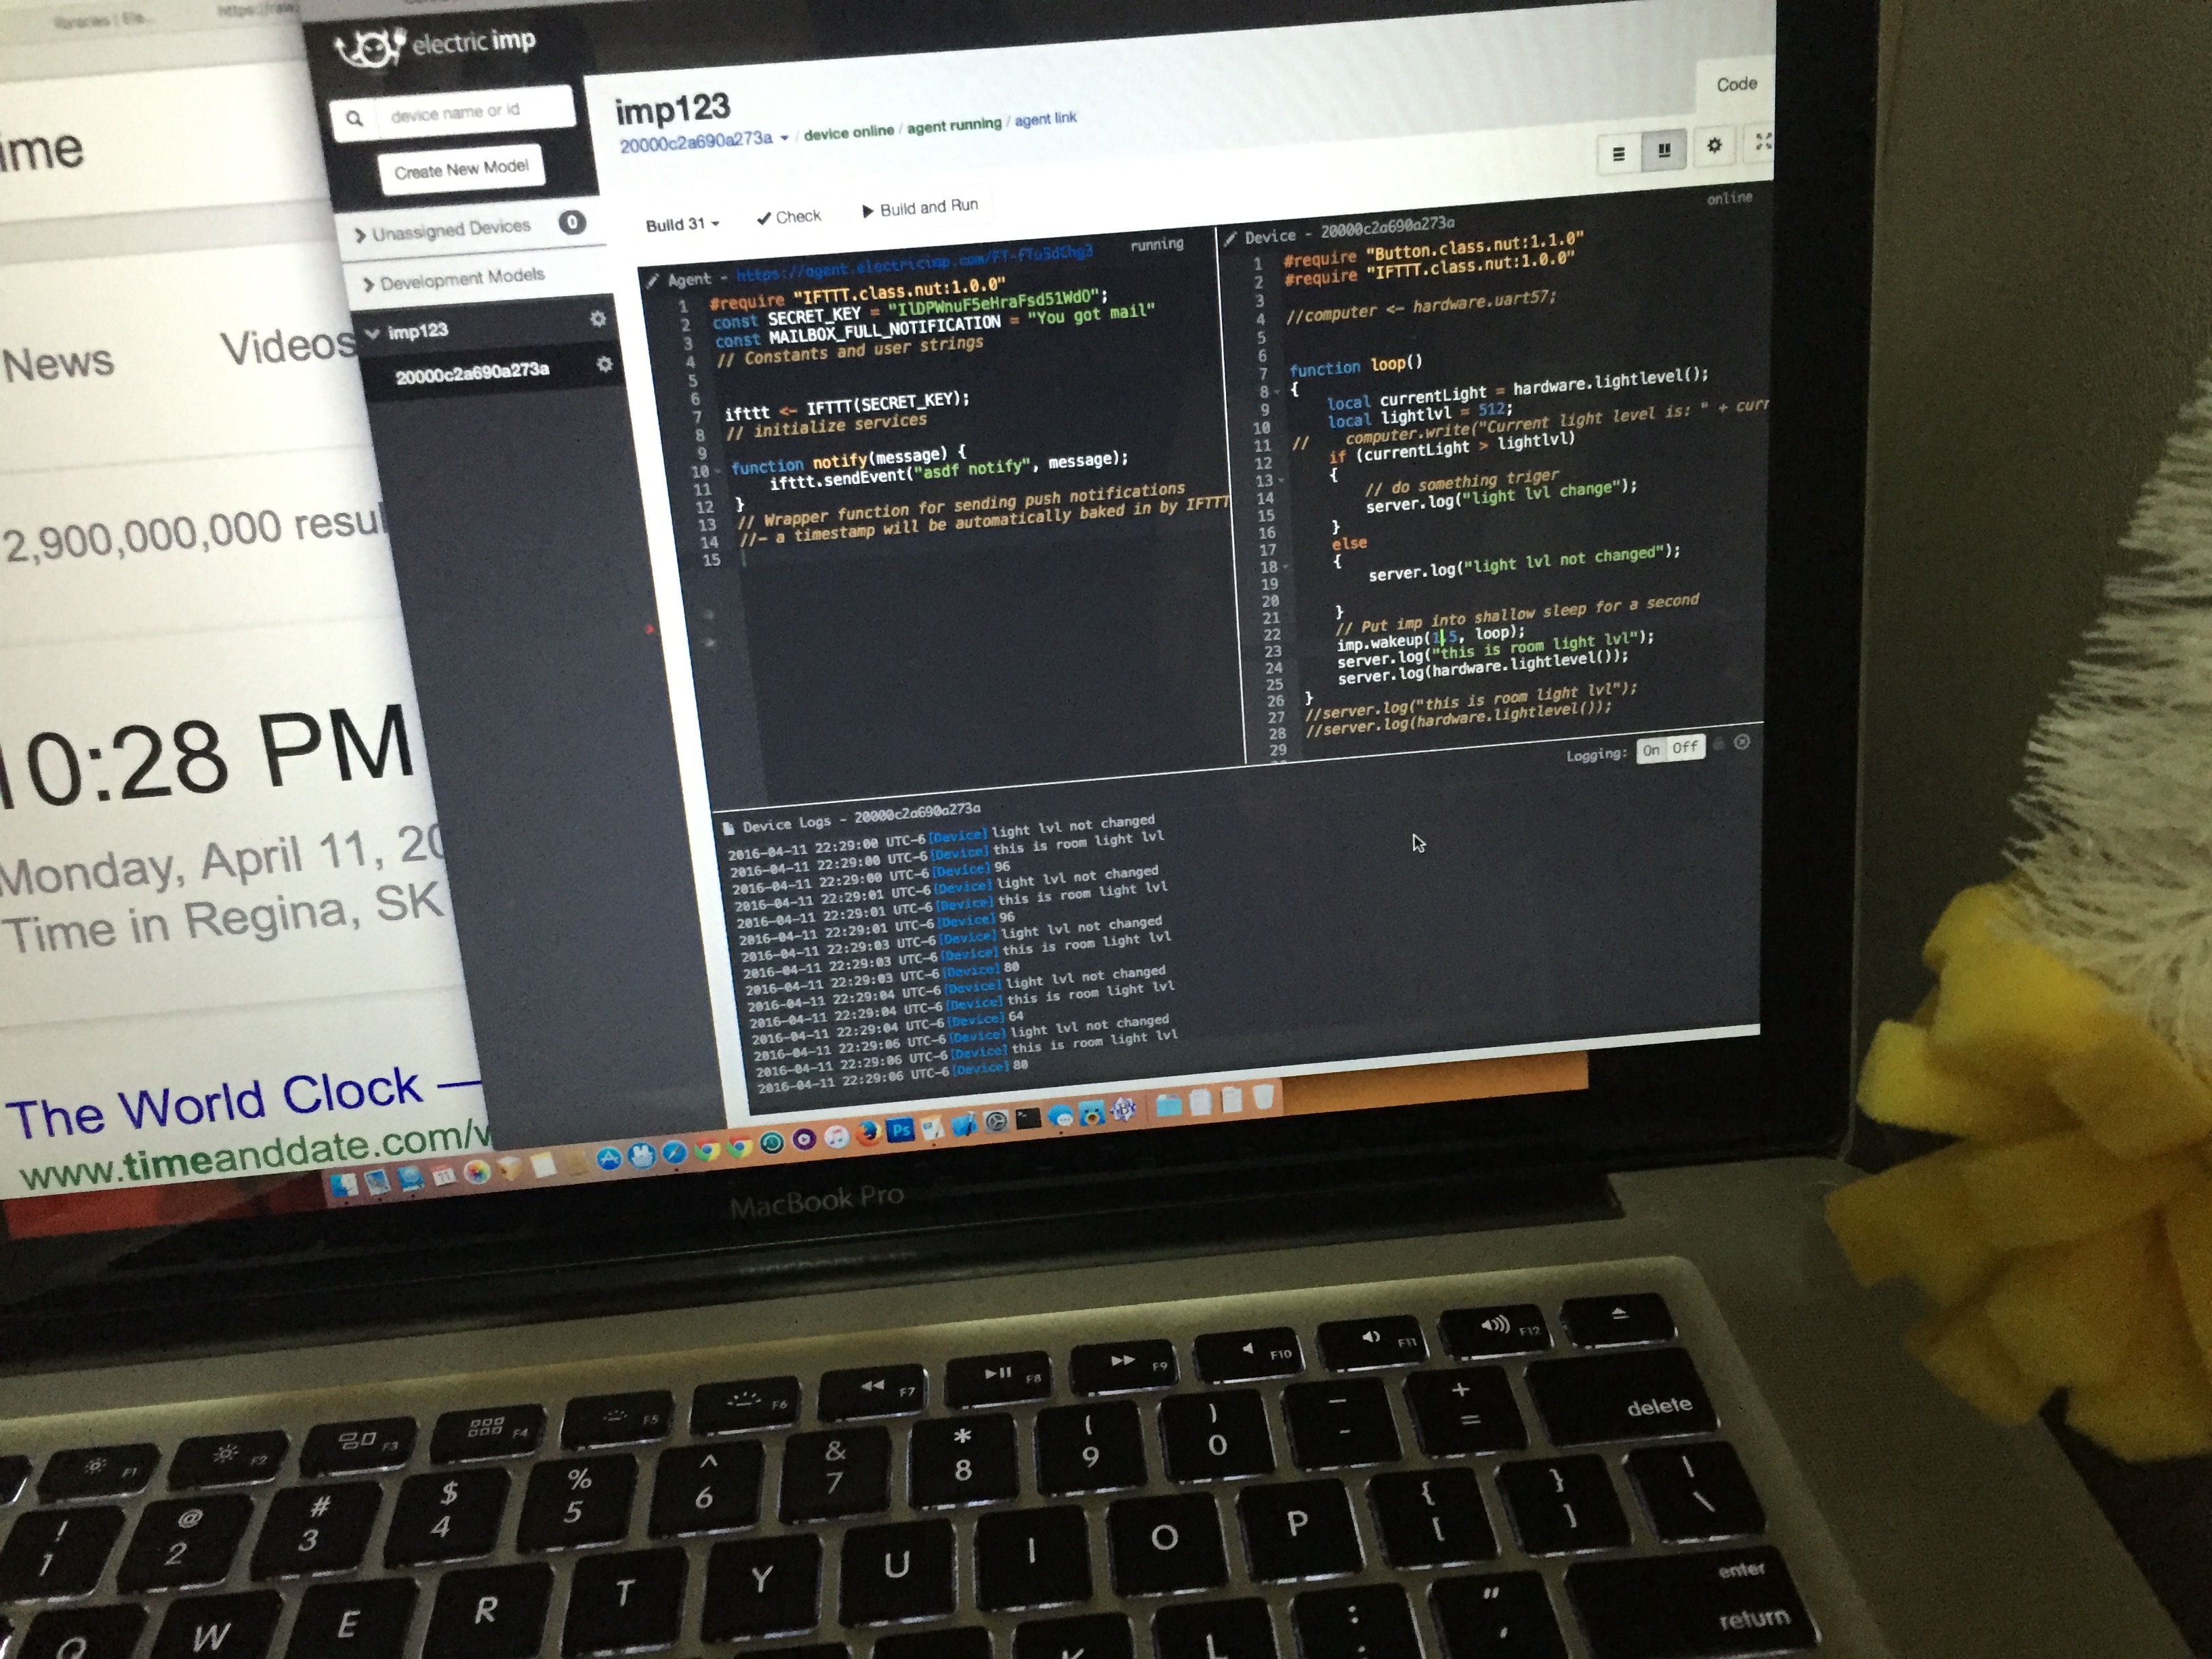 ime
News Videos
2,900,000,000 resul
10:28 PM
Monday, April 11, 20
Time in Regina, SK
The World Clock —
www.timeanddate.com/w
electric imp
device name or id
Create New Model
Unassigned Devices 0
Development Models
imp123
20000c2a690a273a
imp123
20000c2a690a273a / device online / agent running / agent link
Code
Build 31 Check Build and Run
Agent - https://agent.electricimp.com/FT-fTuBdChg3 running
1 #require "IFTTT.class.nut:1.0.0"
2 const SECRET_KEY = "IlDPWnuF5eHraFsd51WdO";
3 const MAILBOX_FULL_NOTIFICATION = "You got mail"
4 // Constants and user strings
5
6
7 ifttt <- IFTTT(SECRET_KEY);
8 // initialize services
9
10 function notify(message) {
11 ifttt.sendEvent("asdf notify", message);
12 }
13 // Wrapper function for sending push notifications
14 //- a timestamp will be automatically baked in by IFTTT
15
Device - 20000c2a690a273a online
1 #require "Button.class.nut:1.1.0"
2 #require "IFTTT.class.nut:1.0.0"
3
4 //computer <- hardware.uart57;
5
6
7 function loop()
8 {
9 local currentLight = hardware.lightlevel();
10 local lightlvl = 512;
11 // computer.write("Current light level is: " + curr
12 if (currentLight > lightlvl)
13 {
14 // do something triger
15 server.log("light lvl change");
16 }
17 else
18 {
19 server.log("light lvl not changed");
20
21 }
22 // Put imp into shallow sleep for a second
23 imp.wakeup(1.5, loop);
24 server.log("this is room light lvl");
25 server.log(hardware.lightlevel());
26 }
27 //server.log("this is room light lvl");
28 //server.log(hardware.lightlevel());
29
Logging: On Off
Device Logs - 20000c2a690a273a
2016-04-11 22:29:00 UTC-6 [Device] light lvl not changed
2016-04-11 22:29:00 UTC-6 [Device] this is room light lvl
2016-04-11 22:29:00 UTC-6 [Device] 96
2016-04-11 22:29:01 UTC-6 [Device] light lvl not changed
2016-04-11 22:29:01 UTC-6 [Device] this is room light lvl
2016-04-11 22:29:01 UTC-6 [Device] 96
2016-04-11 22:29:03 UTC-6 [Device] light lvl not changed
2016-04-11 22:29:03 UTC-6 [Device] this is room light lvl
2016-04-11 22:29:03 UTC-6 [Device] 80
2016-04-11 22:29:04 UTC-6 [Device] light lvl not changed
2016-04-11 22:29:04 UTC-6 [Device] this is room light lvl
2016-04-11 22:29:04 UTC-6 [Device] 64
2016-04-11 22:29:06 UTC-6 [Device] light lvl not changed
2016-04-11 22:29:06 UTC-6 [Device] this is room light lvl
2016-04-11 22:29:06 UTC-6 [Device] 80
Ps
MacBook Pro
F1 F2 F3 F4 F5 F6 F7 F8 F9 F10 F11 F12
! @ # $ % ^ & * ( ) — +
1 2 3 4 5 6 7 8 9 0 - = delete
Q W E R T Y U I O P { [ } ] | \
L : ; " ' enter return